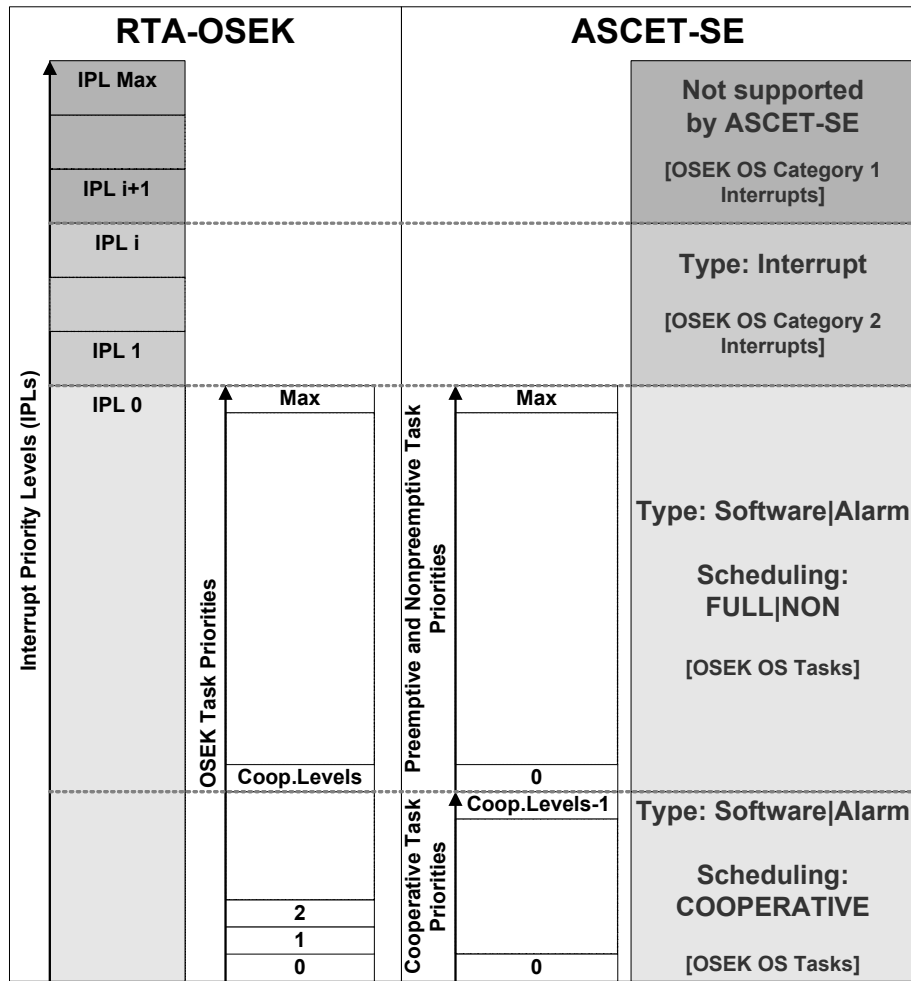 RTA-OSEK
ASCET-SE
Interrupt Priority Levels (IPLs)
IPL Max
IPL i+1
IPL i
IPL 1
IPL 0
OSEK Task Priorities
Max
Coop.Levels
2
1
0
Preemptive and Nonpreemptive Task
Priorities
Max
0
Cooperative Task
Priorities
Coop.Levels-1
0
Not supported
by ASCET-SE
[OSEK OS Category 1
Interrupts]
Type: Interrupt
[OSEK OS Category 2
Interrupts]
Type: Software|Alarm
Scheduling:
FULL|NON
[OSEK OS Tasks]
Type: Software|Alarm
Scheduling:
COOPERATIVE
[OSEK OS Tasks]